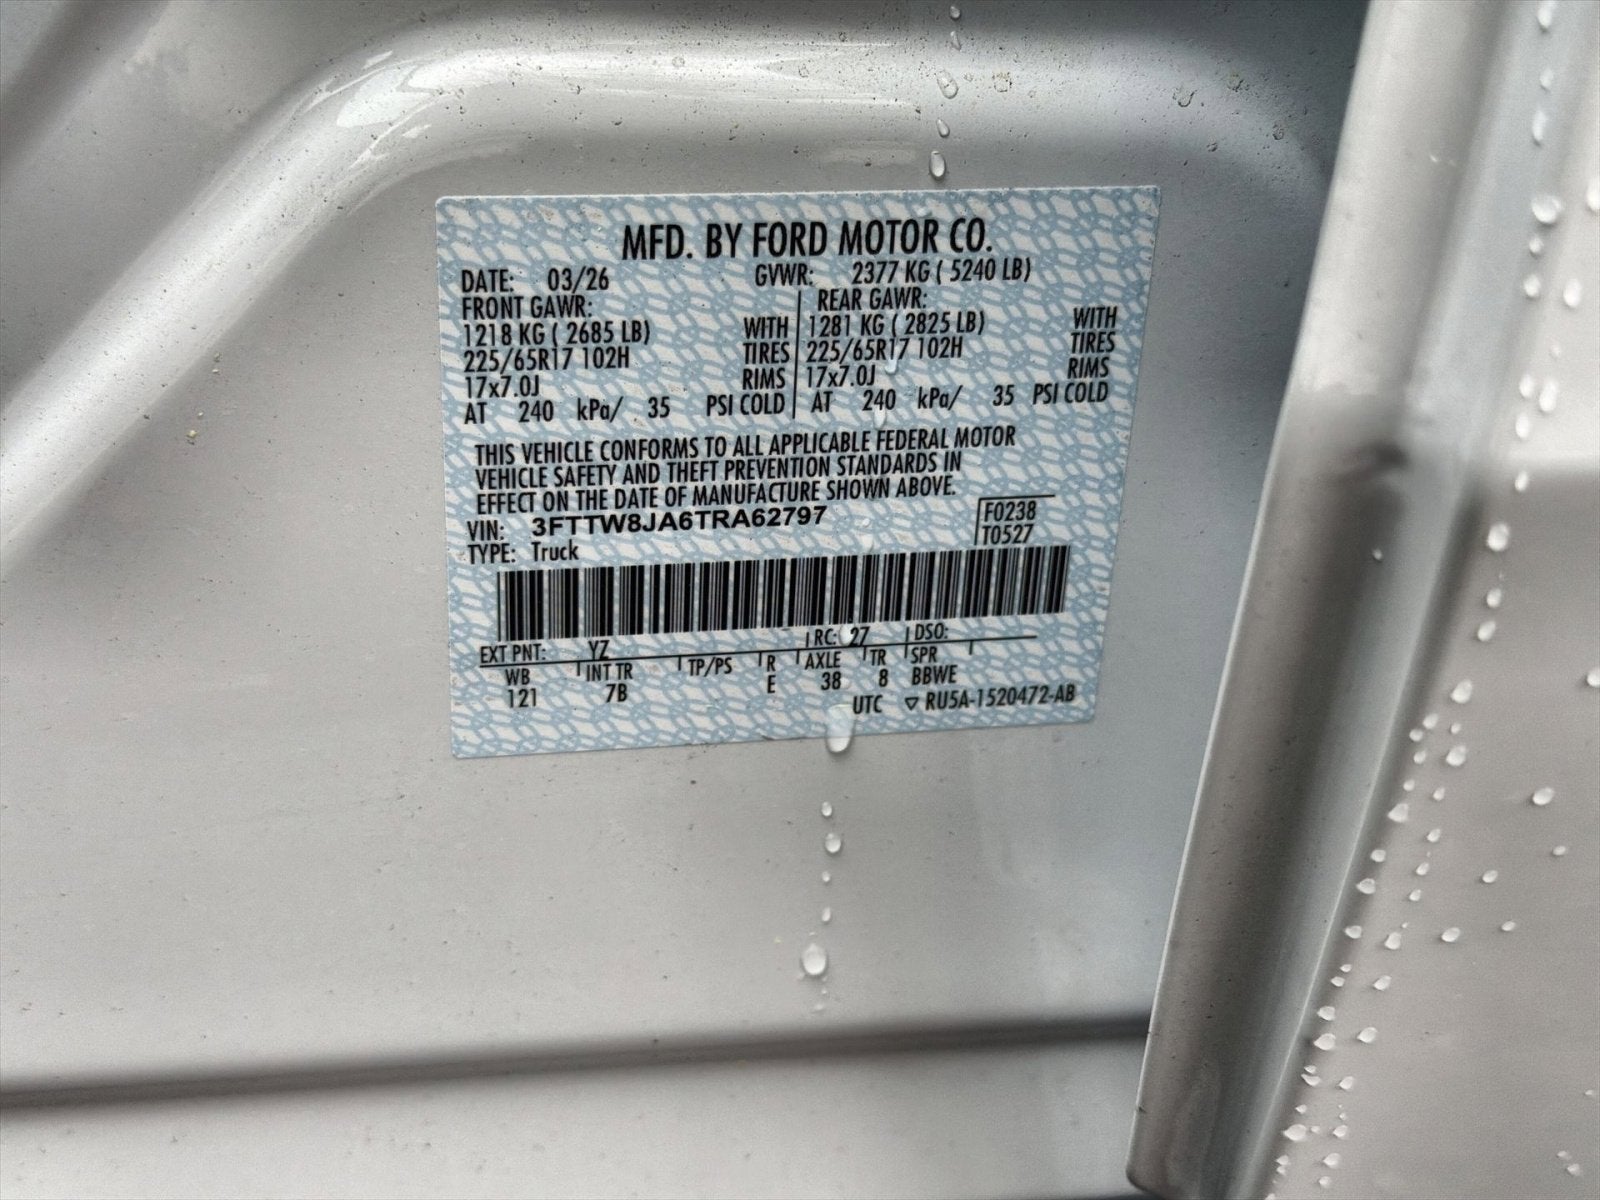 MFD. BY FORD MOTOR CO.
DATE: 03/26 GVWR: 2377 KG ( 5240 LB)
FRONT GAWR: REAR GAWR:
1218 KG ( 2685 LB) WITH 1281 KG ( 2825 LB) WITH
225/65R17 102H TIRES 225/65R17 102H TIRES
17x7.0J RIMS 17x7.0J RIMS
AT 240 kPa/ 35 PSI COLD AT 240 kPa/ 35 PSI COLD
THIS VEHICLE CONFORMS TO ALL APPLICABLE FEDERAL MOTOR
VEHICLE SAFETY AND THEFT PREVENTION STANDARDS IN
EFFECT ON THE DATE OF MANUFACTURE SHOWN ABOVE.
VIN: 3FTTW8JA6TRA62797 F0238
TYPE: Truck T0527
EXT PNT: YZ RC: 27 DSO:
WB INT TR TP/PS R AXLE TR SPR
121 7B E 38 8 BBWE
UTC ▽ RU5A-1520472-AB